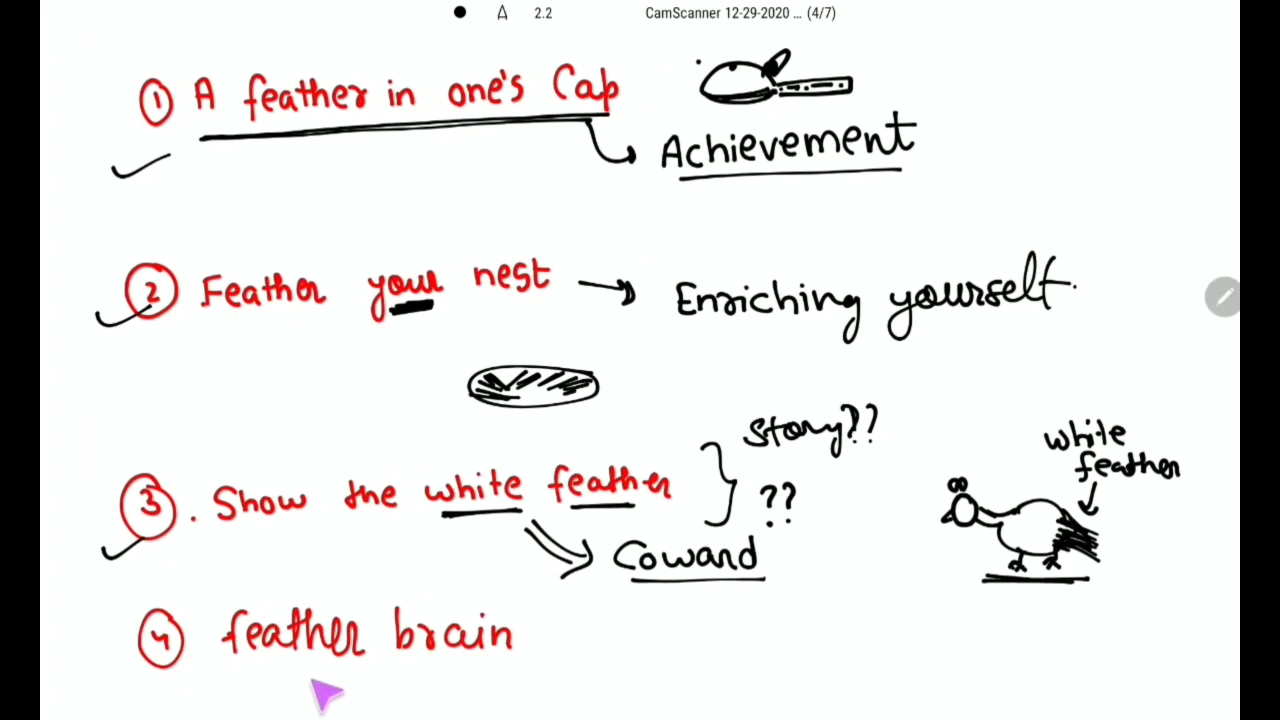 A 2.2 CamScanner 12-29-2020 ... (4/7)
1 A feather in one's Cap
Achievement
2 Feather your nest → Enriching yourself.
Story??
white
feather
3. Show the white feather
??
Coward
4 feather brain